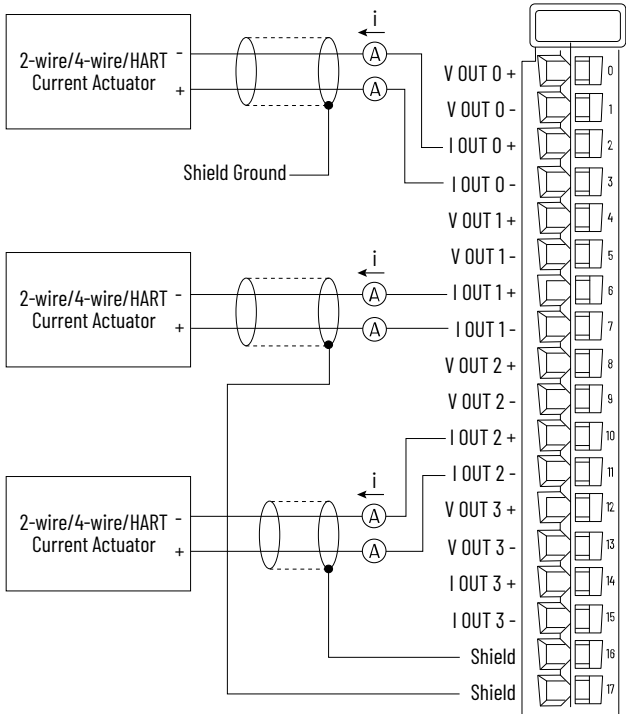 2-wire/4-wire/HART
Current Actuator
-
+
i
A
A
Shield Ground
2-wire/4-wire/HART
Current Actuator
-
+
i
A
A
2-wire/4-wire/HART
Current Actuator
-
+
i
A
A
V OUT 0 +
0
V OUT 0 -
1
I OUT 0 +
2
I OUT 0 -
3
V OUT 1 +
4
V OUT 1 -
5
I OUT 1 +
6
I OUT 1 -
7
V OUT 2 +
8
V OUT 2 -
9
I OUT 2 +
10
I OUT 2 -
11
V OUT 3 +
12
V OUT 3 -
13
I OUT 3 +
14
I OUT 3 -
15
Shield
16
Shield
17